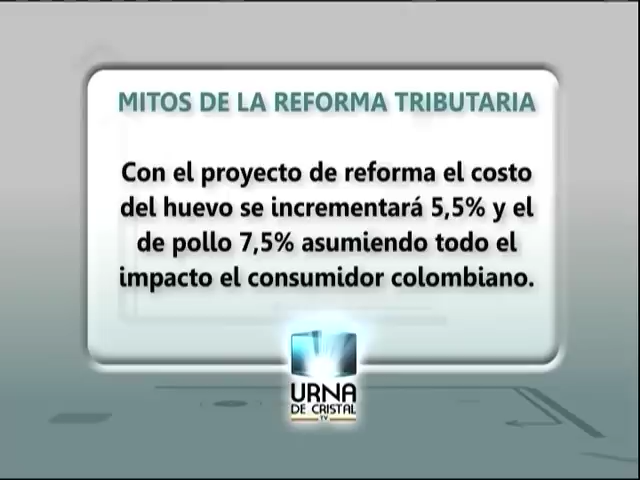 MITOS DE LA REFORMA TRIBUTARIA
Con el proyecto de reforma el costo
del huevo se incrementará 5,5% y el
de pollo 7,5% asumiendo todo el
impacto el consumidor colombiano.
URNA
DE CRISTAL
TV